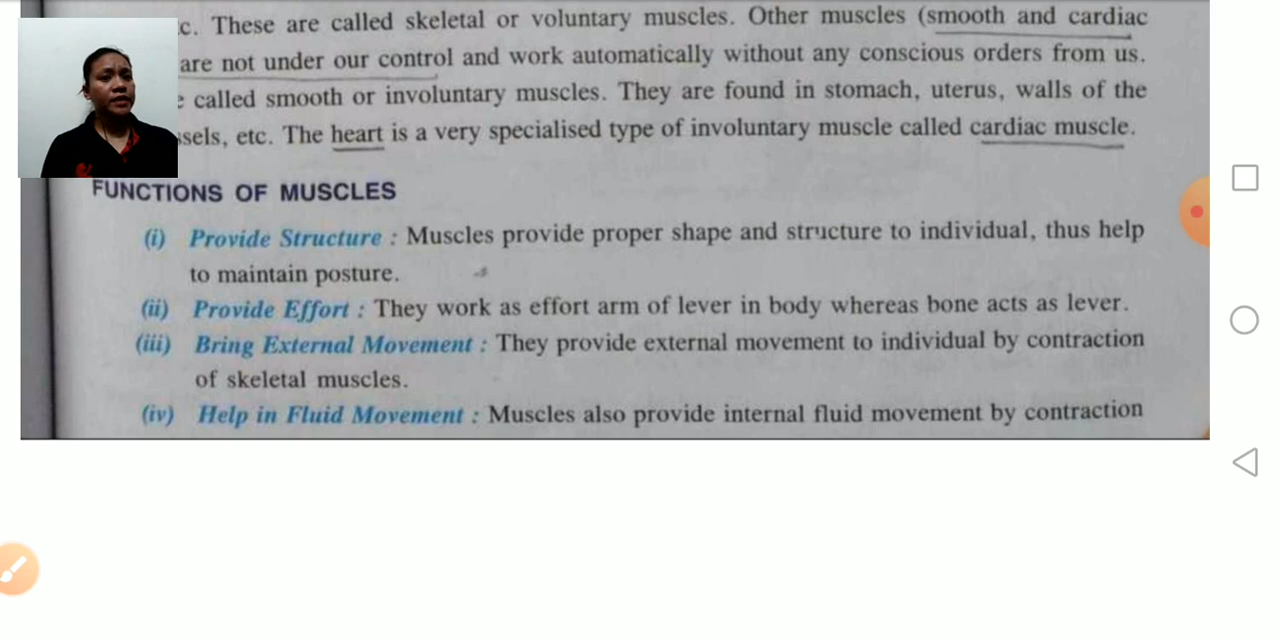 c. These are called skeletal or voluntary muscles. Other muscles (smooth and cardiac
are not under our control and work automatically without any conscious orders from us.
called smooth or involuntary muscles. They are found in stomach, uterus, walls of the
sels, etc. The heart is a very specialised type of involuntary muscle called cardiac muscle.
FUNCTIONS OF MUSCLES
(i) Provide Structure : Muscles provide proper shape and structure to individual, thus help
to maintain posture.
(ii) Provide Effort : They work as effort arm of lever in body whereas bone acts as lever.
(iii) Bring External Movement : They provide external movement to individual by contraction
of skeletal muscles.
(iv) Help in Fluid Movement : Muscles also provide internal fluid movement by contraction